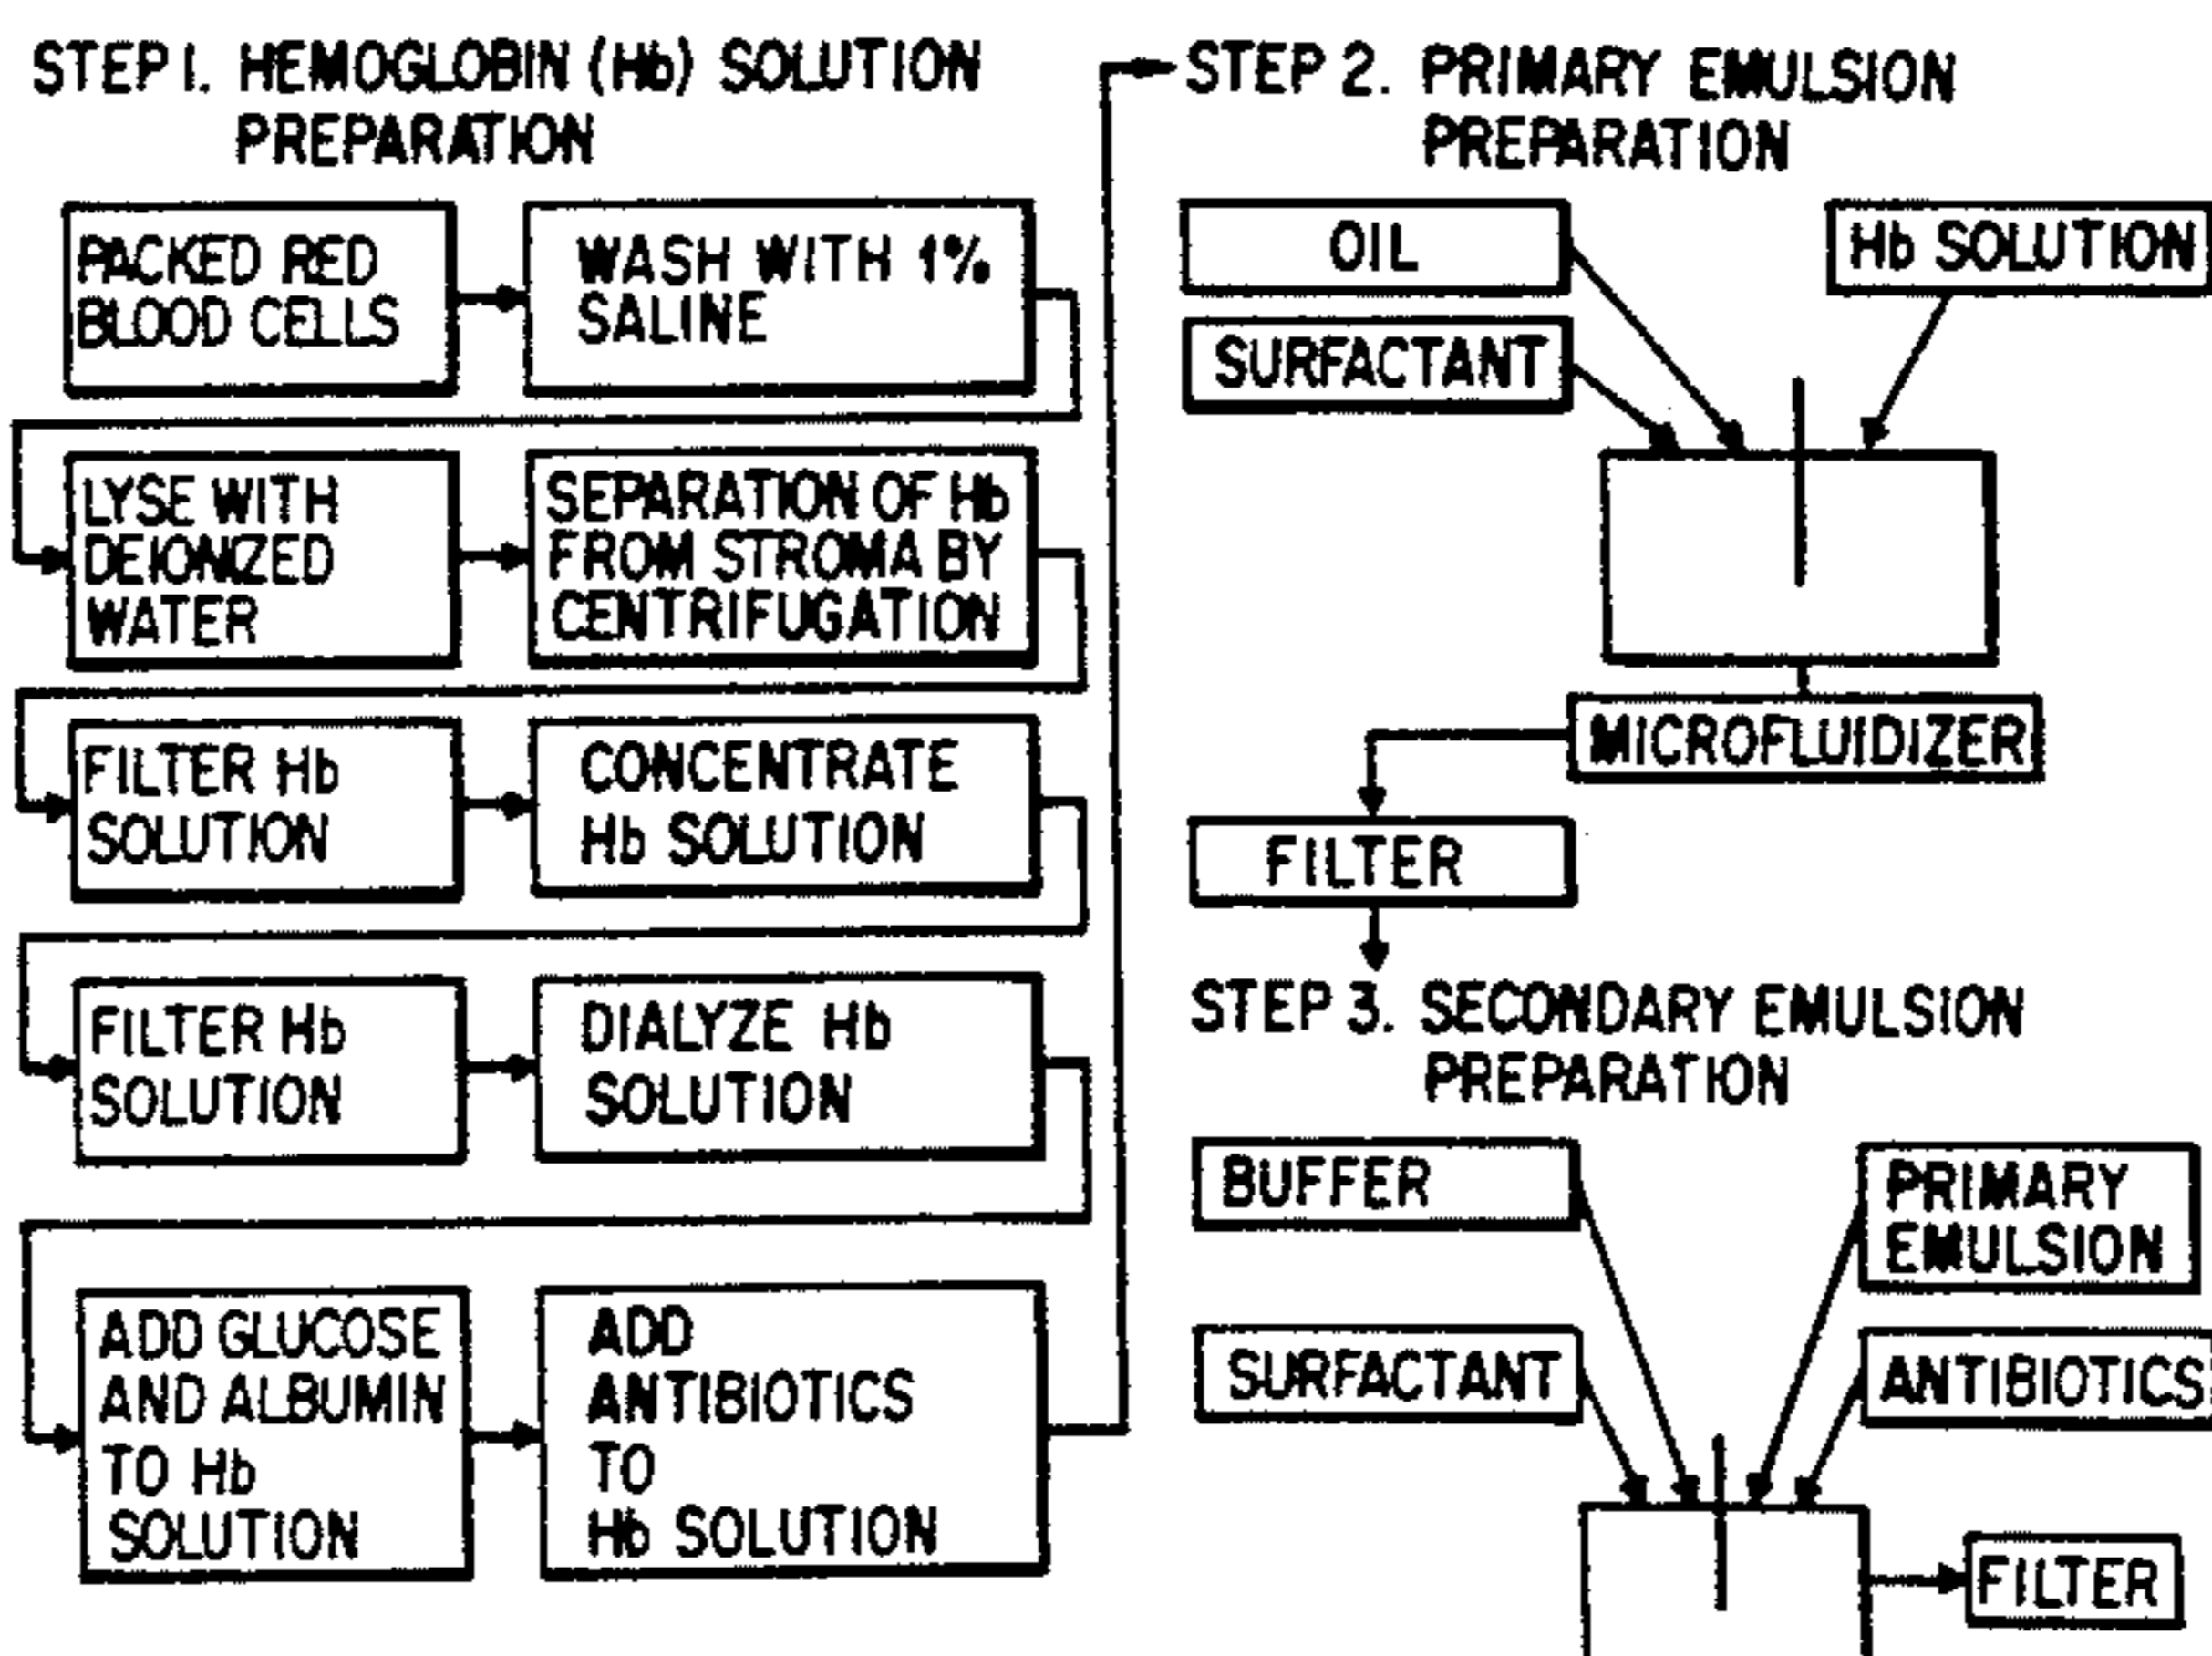 STEP 1. HEMOGLOBIN (Hb) SOLUTION
PREPARATION
PACKED RED
BLOOD CELLS
WASH WITH 1%
SALINE
LYSE WITH
DEIONIZED
WATER
SEPARATION OF Hb
FROM STROMA BY
CENTRIFUGATION
FILTER Hb
SOLUTION
CONCENTRATE
Hb SOLUTION
FILTER Hb
SOLUTION
DIALYZE Hb
SOLUTION
ADD GLUCOSE
AND ALBUMIN
TO Hb
SOLUTION
ADD
ANTIBIOTICS
TO
Hb SOLUTION
STEP 2. PRIMARY EMULSION
PREPARATION
OIL
Hb SOLUTION
SURFACTANT
MICROFLUIDIZER
FILTER
STEP 3. SECONDARY EMULSION
PREPARATION
BUFFER
PRIMARY
EMULSION
SURFACTANT
ANTIBIOTICS
FILTER